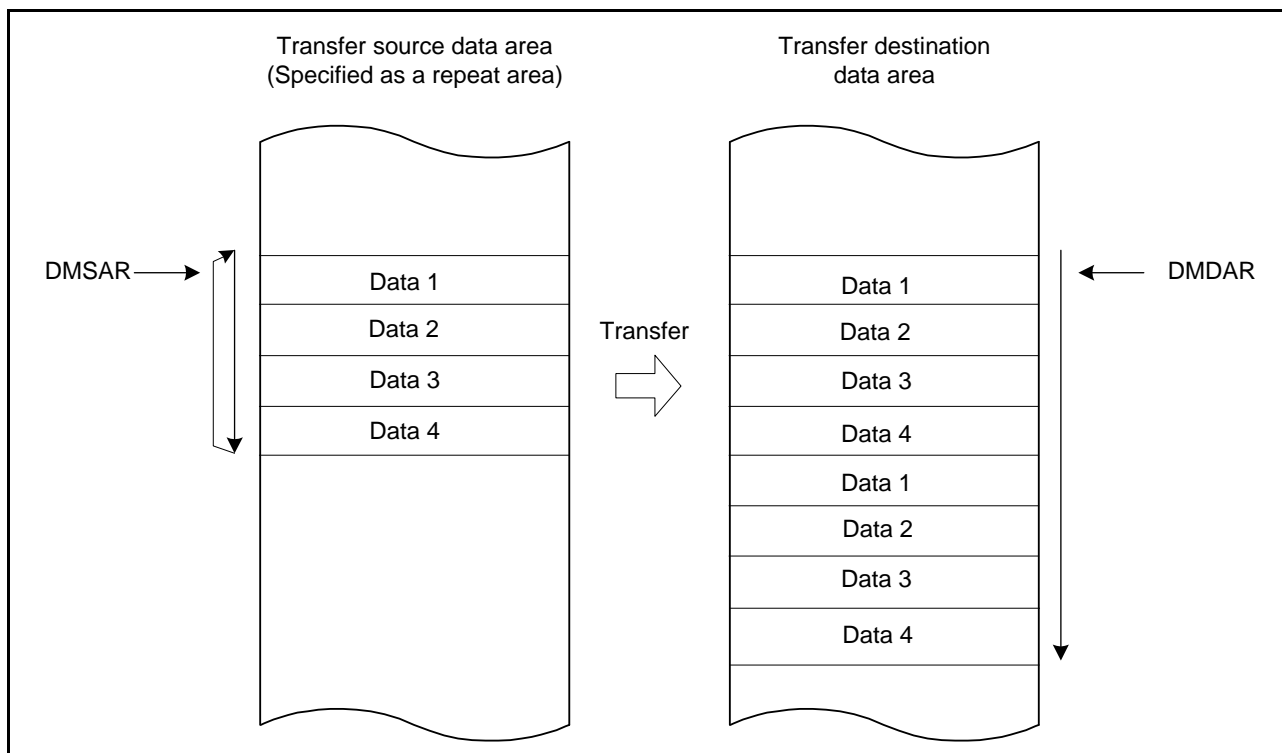 Transfer source data area
(Specified as a repeat area)
Transfer destination
data area
DMSAR
Data 1
Data 2
Data 3
Data 4
Transfer
Data 1
Data 2
Data 3
Data 4
Data 1
Data 2
Data 3
Data 4
DMDAR